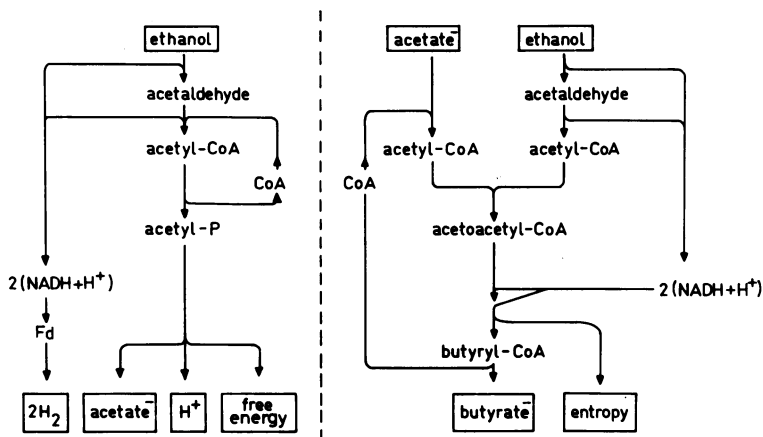 ethanol
acetaldehyde
acetyl-CoA
CoA
acetyl-P
2(NADH+H⁺)
Fd
2H₂
acetate⁻
H⁺
free
energy
acetate⁻
ethanol
acetaldehyde
acetyl-CoA
acetyl-CoA
CoA
acetoacetyl-CoA
2(NADH+H⁺)
butyryl-CoA
butyrate⁻
entropy